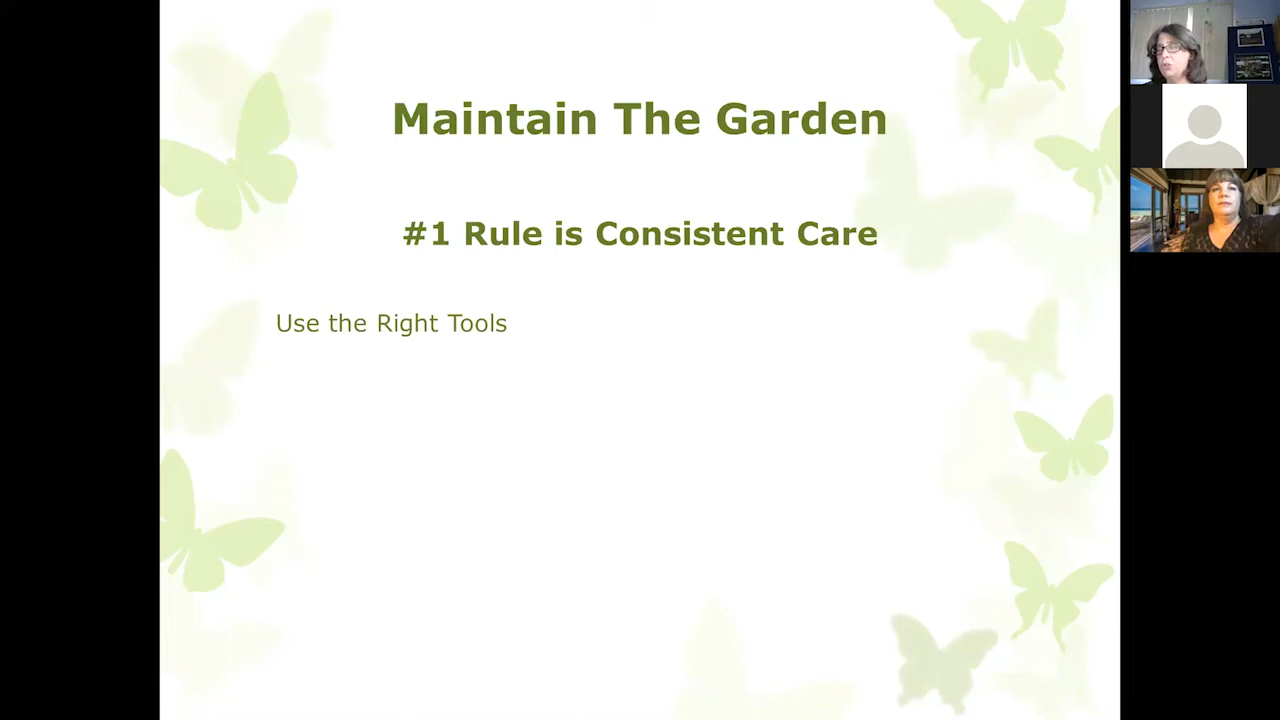 Maintain The Garden
#1 Rule is Consistent Care
Use the Right Tools